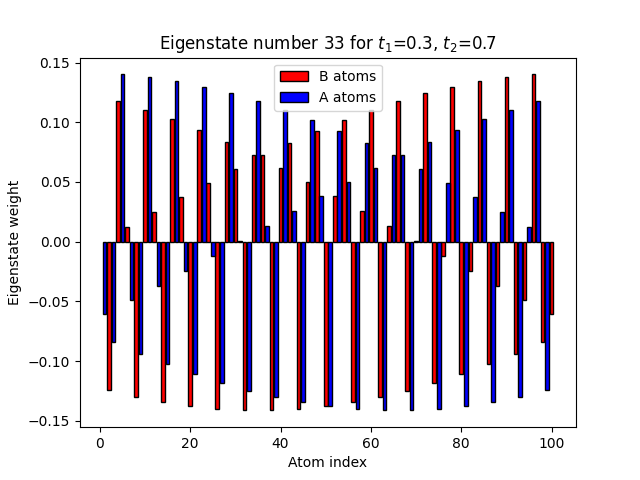 Eigenstate number 33 for t₁=0.3, t₂=0.7
B atoms
A atoms
Eigenstate weight
0.15
0.10
0.05
0.00
−0.05
−0.10
−0.15
0 20 40 60 80 100
Atom index